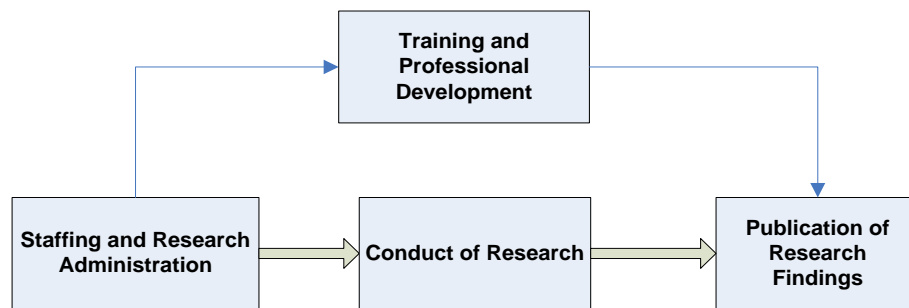 Training and
Professional
Development
Staffing and Research
Administration
Conduct of Research
Publication of
Research
Findings